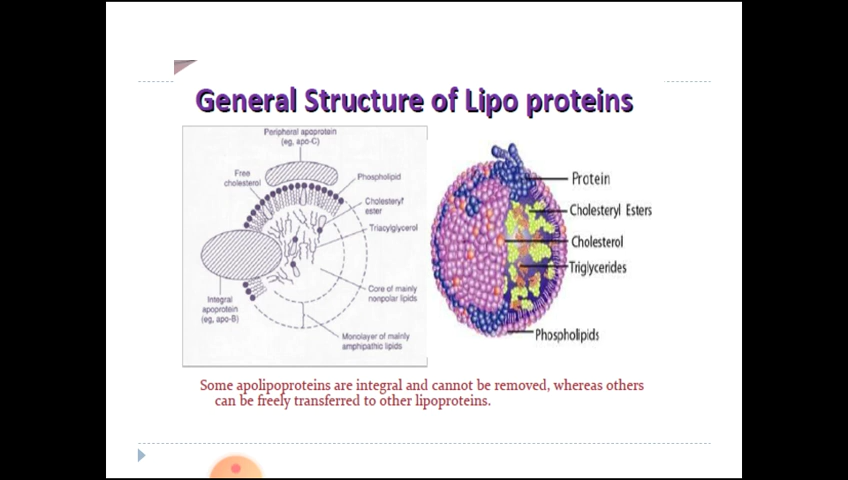 General Structure of Lipo proteins
Peripheral apoprotein
(eg, apo-C)
Free
cholesterol
Phospholipid
Cholesteryl
ester
Triacylglycerol
Core of mainly
nonpolar lipids
Integral
apoprotein
(eg, apo-B)
Monolayer of mainly
amphipathic lipids
Protein
Cholesteryl Esters
Cholesterol
Triglycerides
Phospholipids
Some apolipoproteins are integral and cannot be removed, whereas others
can be freely transferred to other lipoproteins.